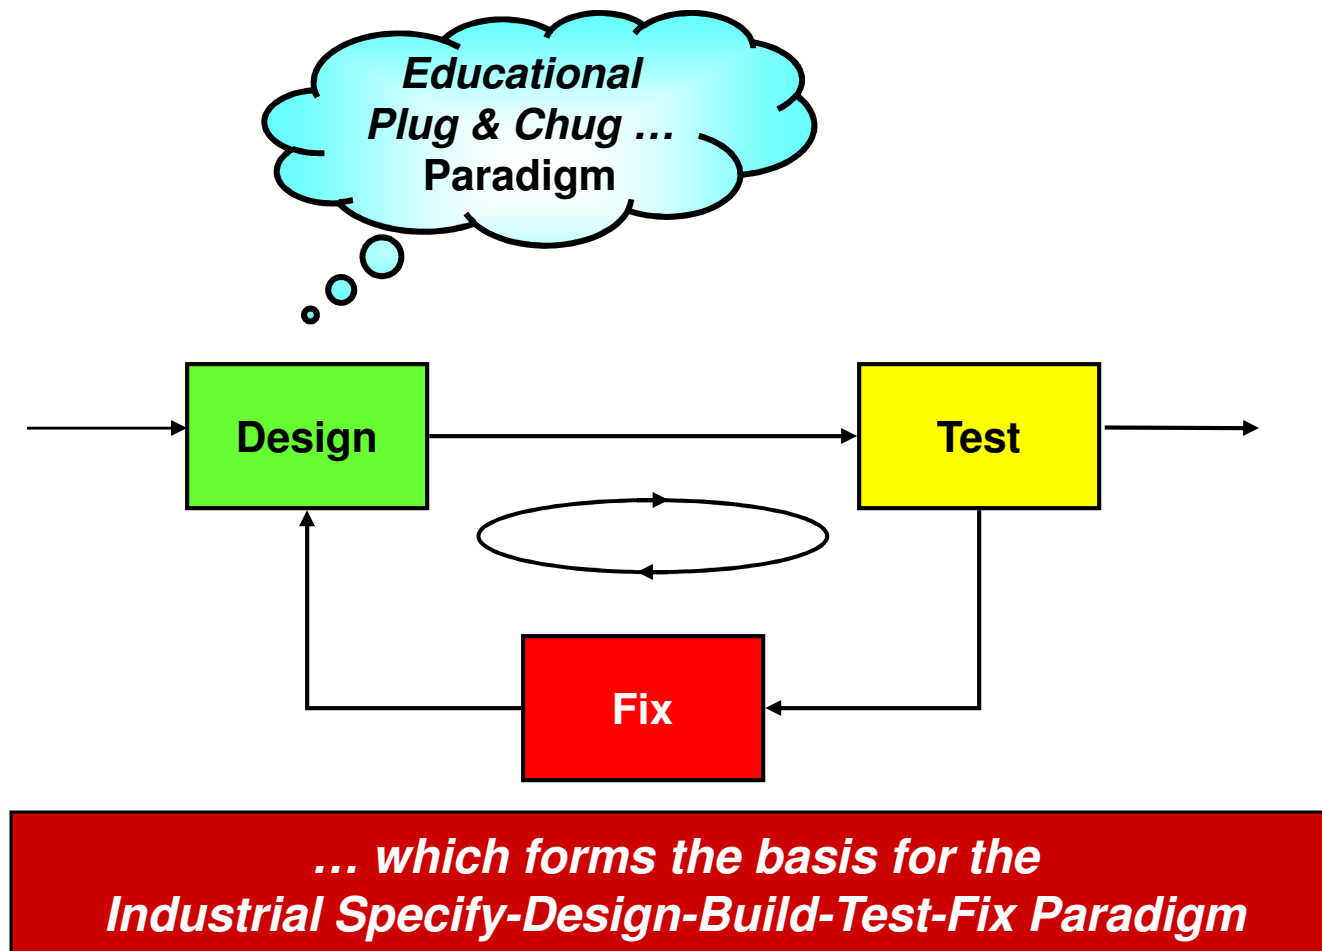 Educational
Plug & Chug ...
Paradigm
Design
Test
Fix
... which forms the basis for the
Industrial Specify-Design-Build-Test-Fix Paradigm